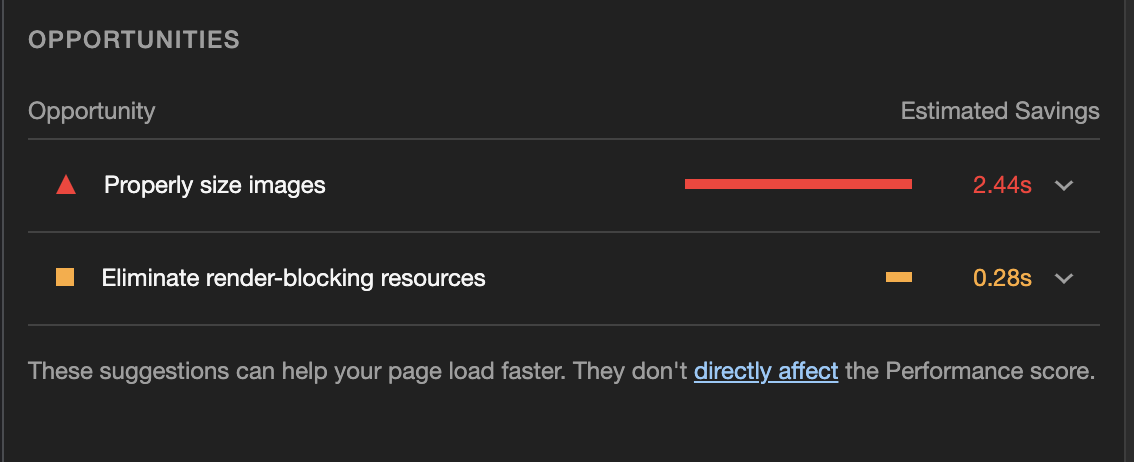 OPPORTUNITIES
Opportunity Estimated Savings
Properly size images 2.44s
Eliminate render-blocking resources 0.28s
These suggestions can help your page load faster. They don't directly affect the Performance score.